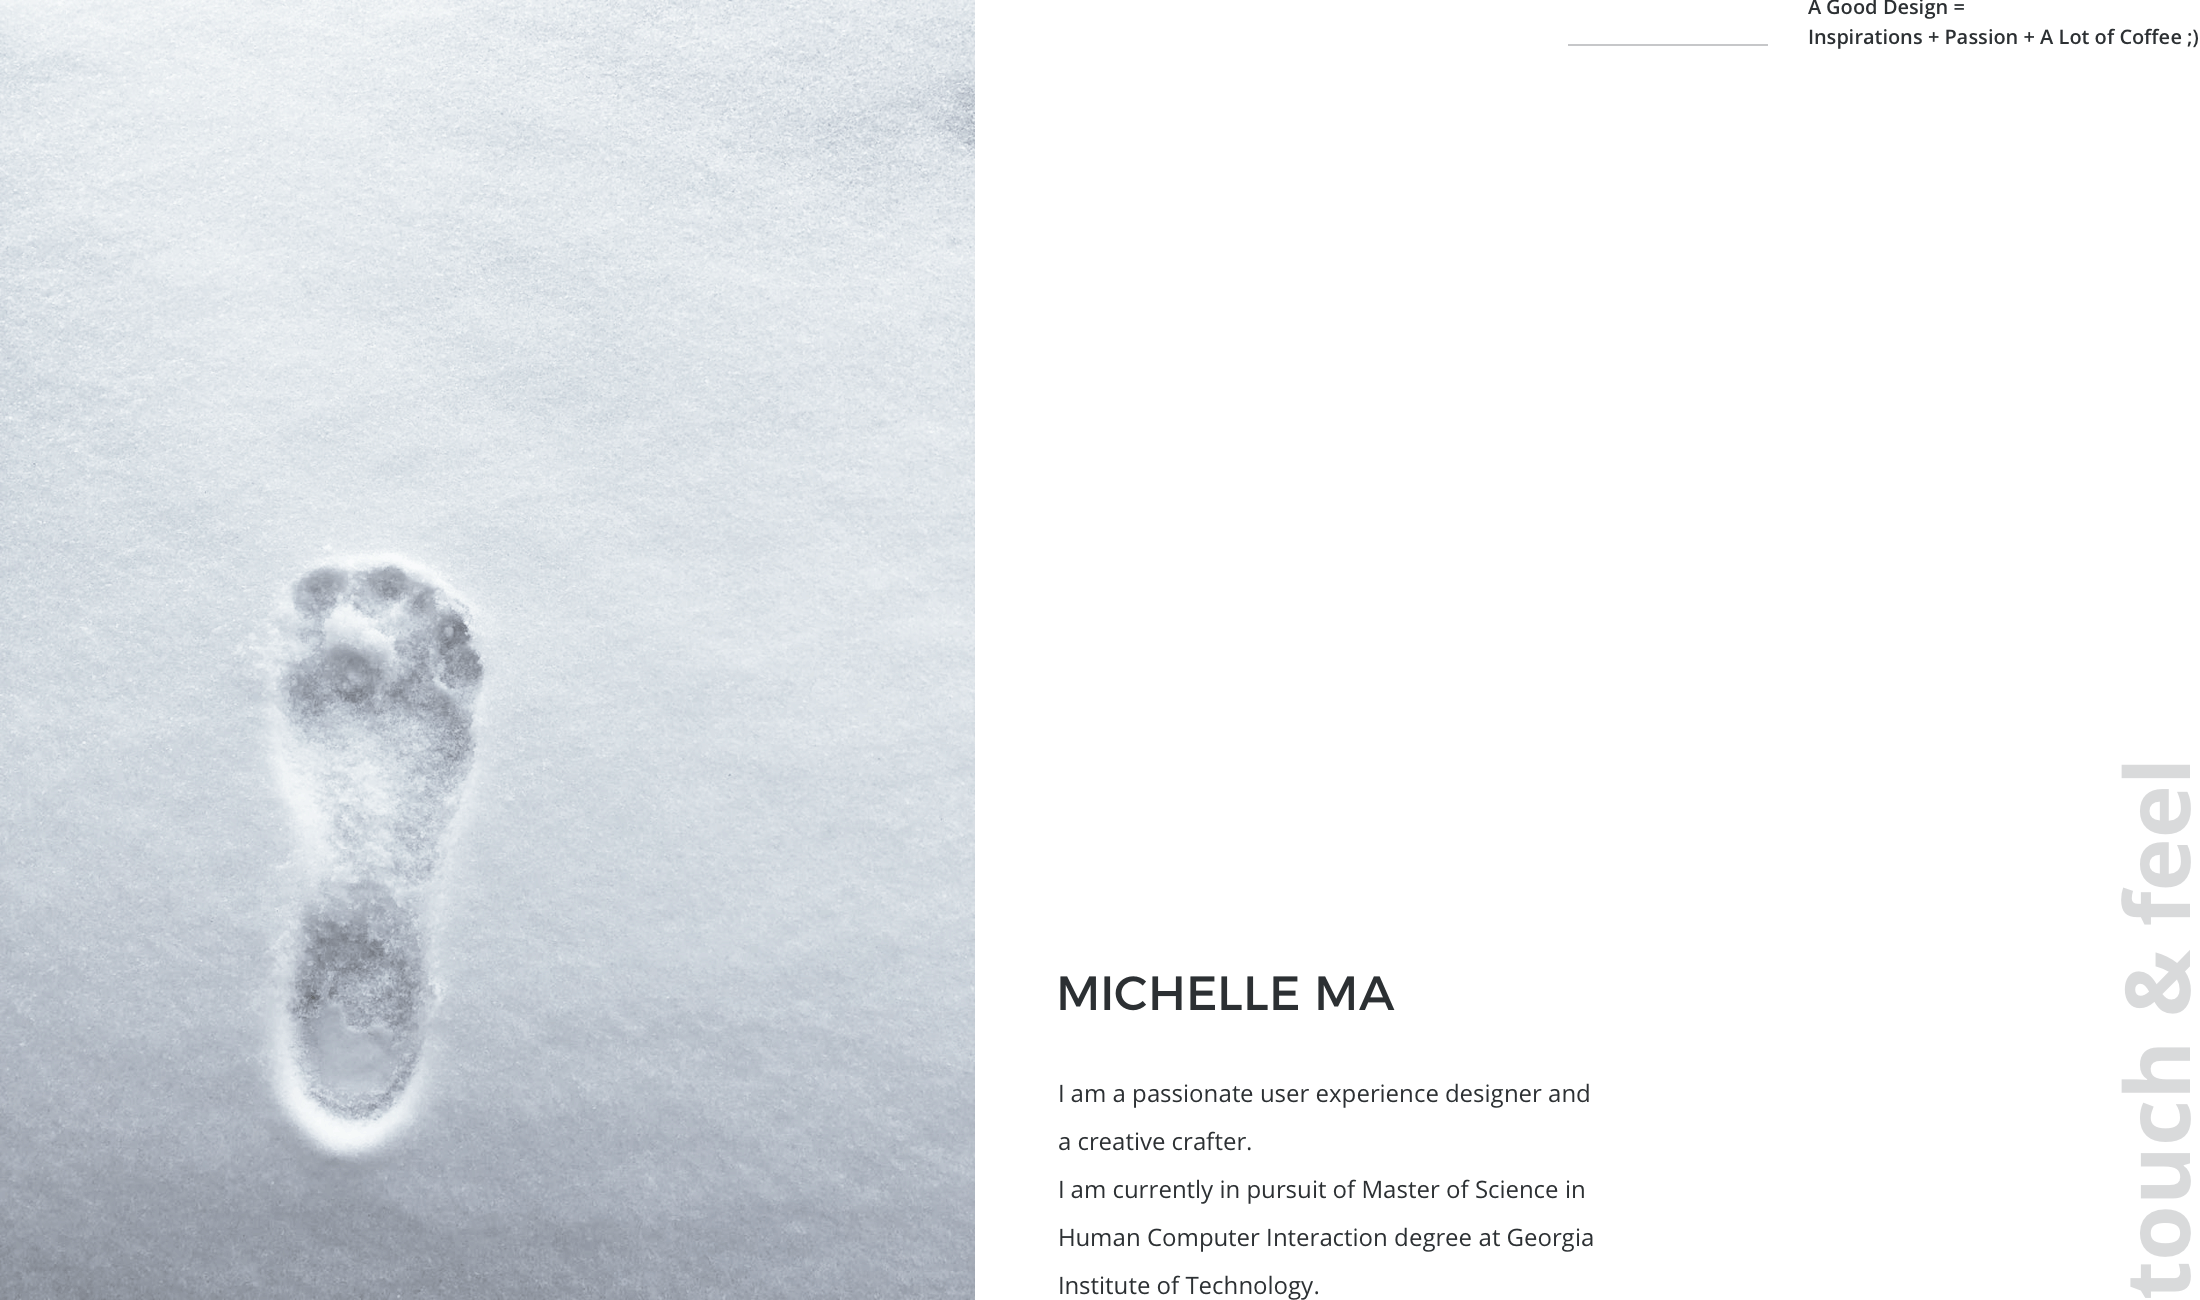 A Good Design =
Inspirations + Passion + A Lot of Coffee ;)
MICHELLE MA
I am a passionate user experience designer and
a creative crafter.
I am currently in pursuit of Master of Science in
Human Computer Interaction degree at Georgia
Institute of Technology.
touch & feel